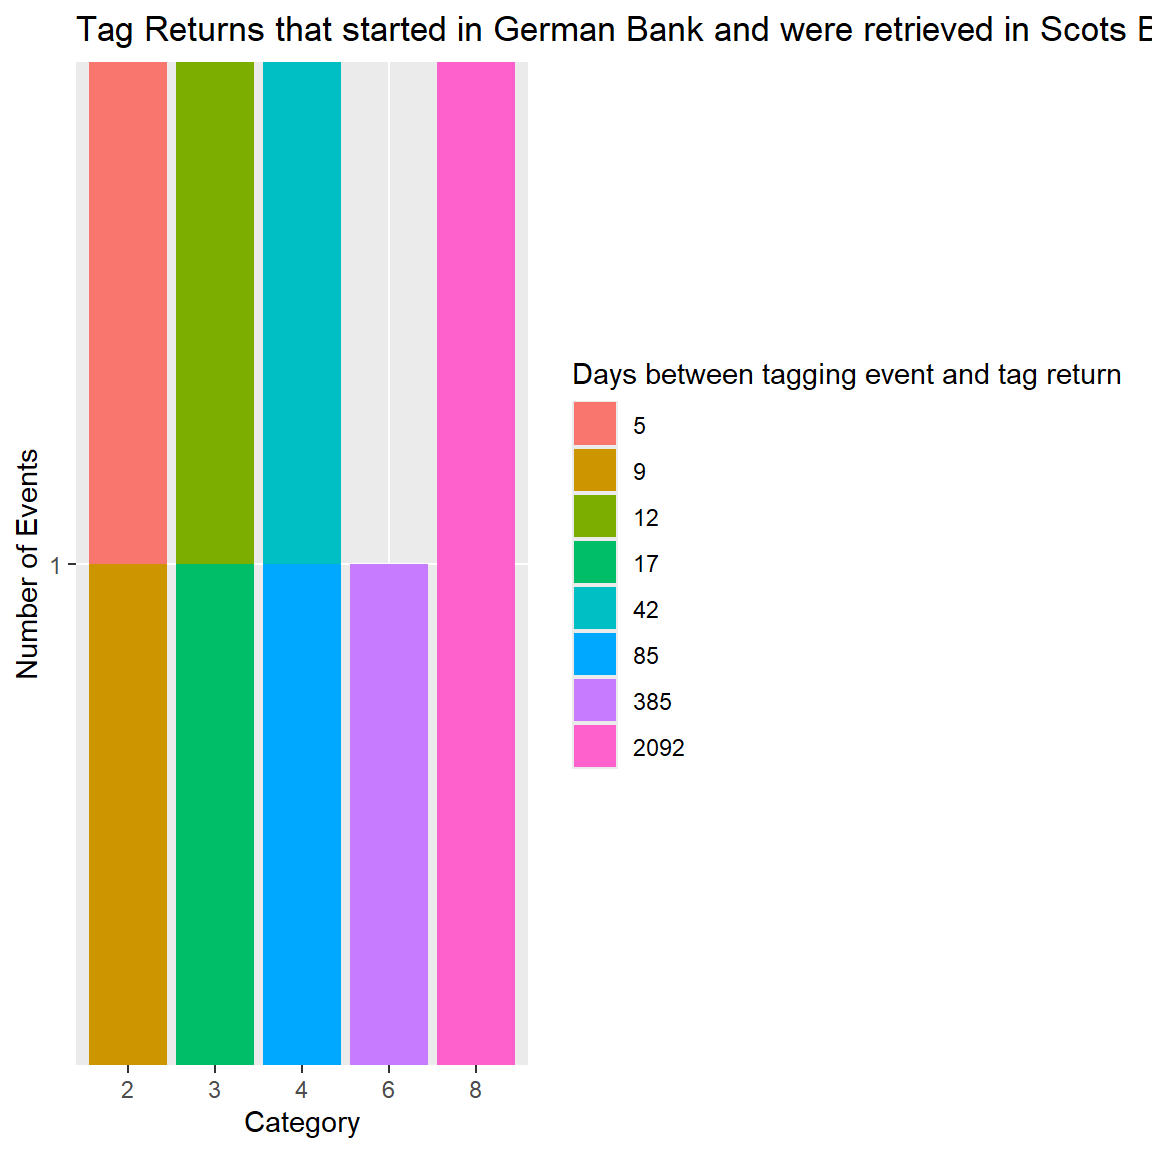 Tag Returns that started in German Bank and were retrieved in Scots
Number of Events
1
2 3 4 6 8
Category
Days between tagging event and tag return
5
9
12
17
42
85
385
2092